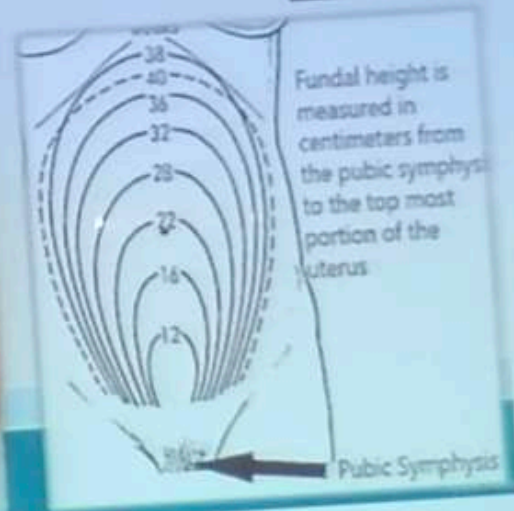 38
40
36
32
28
22
16
12
Fundal height is
measured in
centimeters from
the pubic symphysi
to the top most
portion of the
uterus
Pubic Symphysis